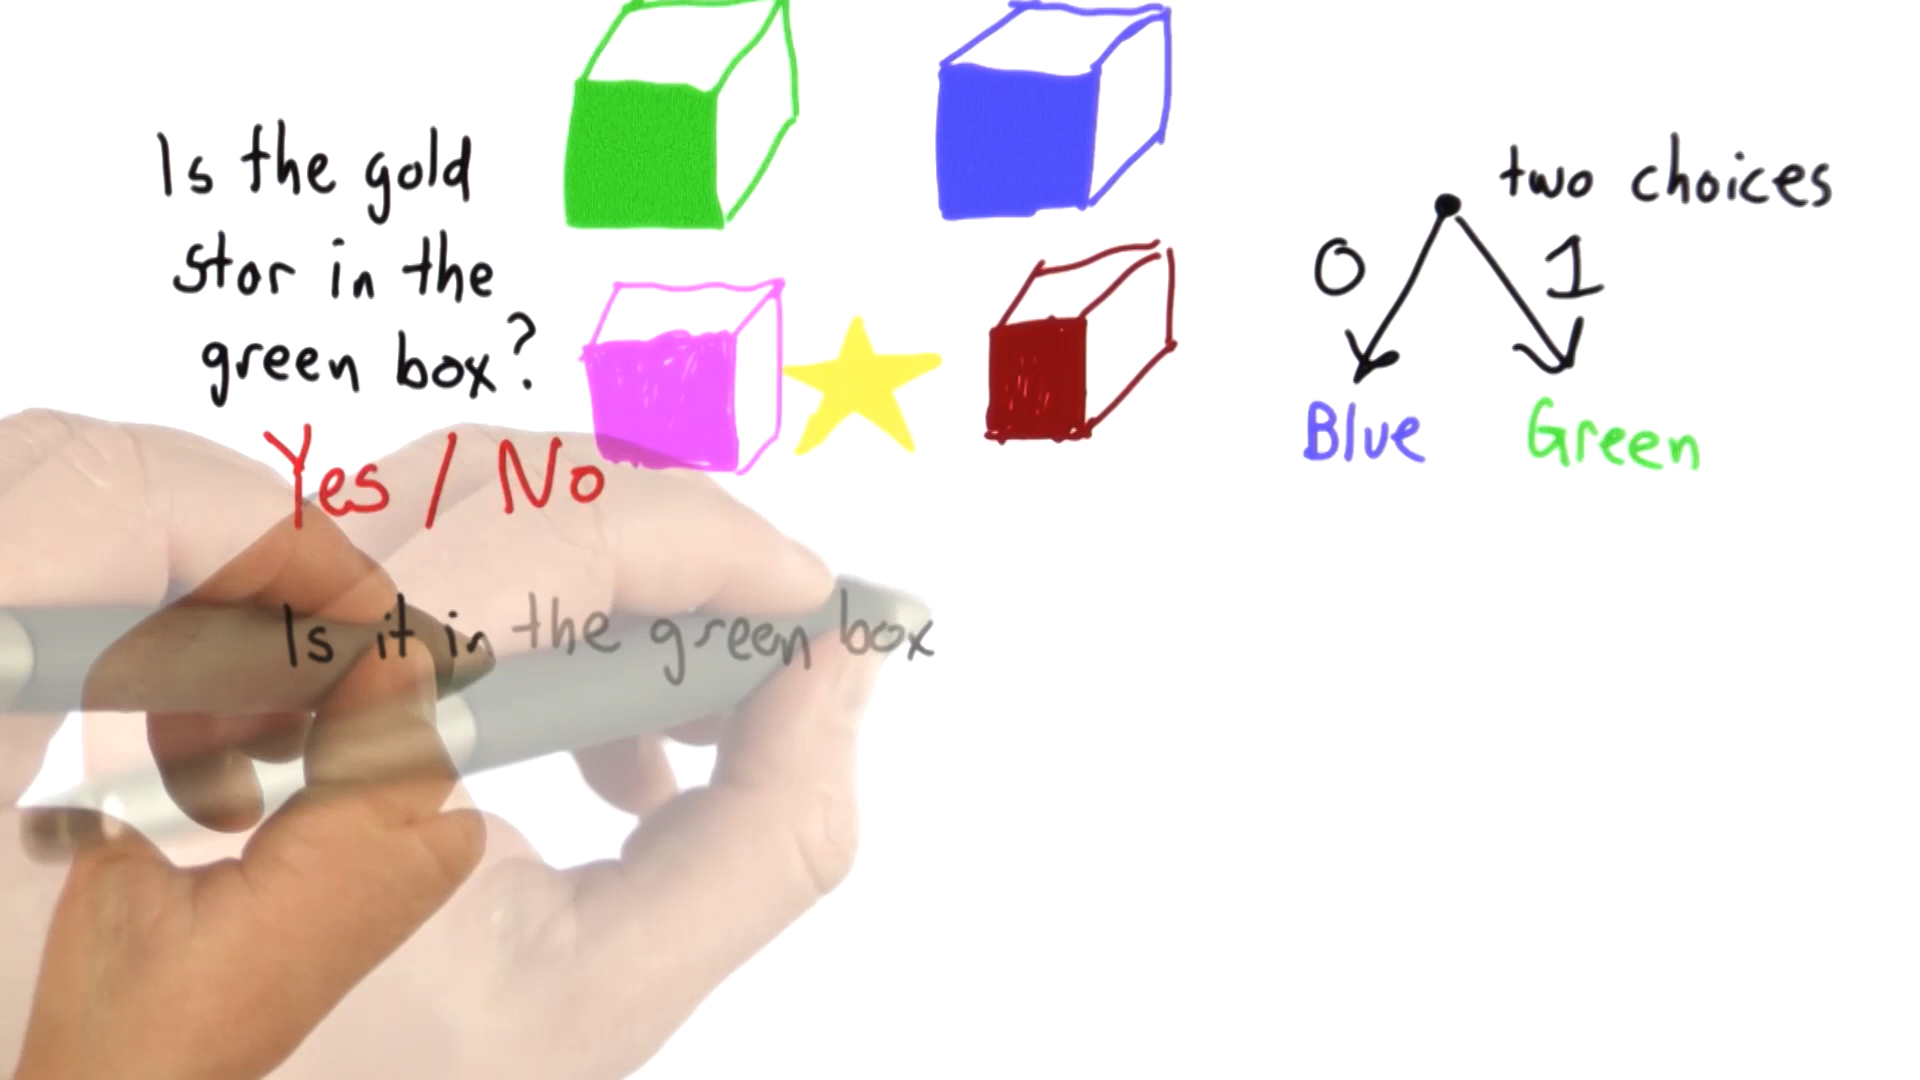 Is the gold
star in the
green box?
Yes / No
two choices
0 1
Blue Green
Is it in the green box